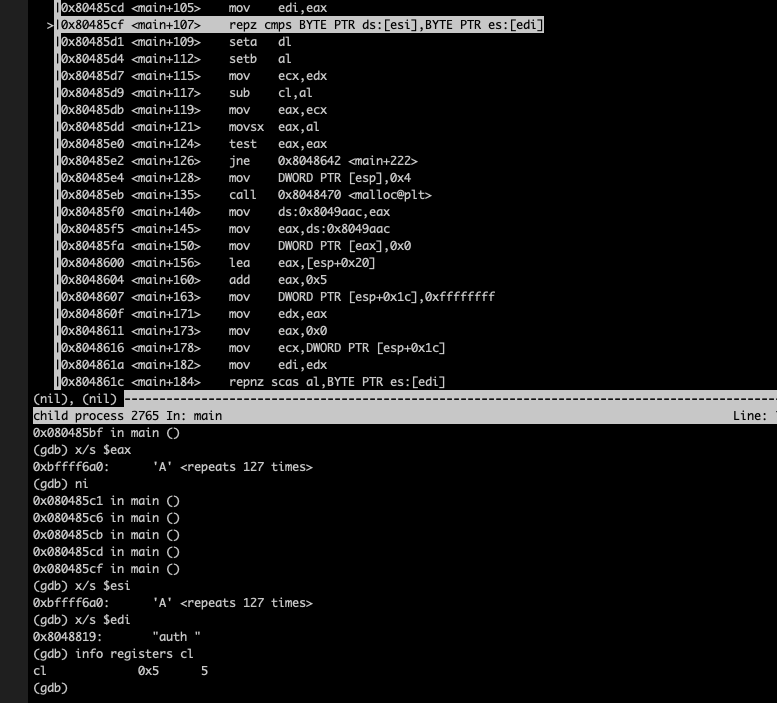 0x80485cd <main+105> mov edi,eax
>0x80485cf <main+107> repz cmps BYTE PTR ds:[esi],BYTE PTR es:[edi]
0x80485d1 <main+109> seta dl
0x80485d4 <main+112> setb al
0x80485d7 <main+115> mov ecx,edx
0x80485d9 <main+117> sub cl,al
0x80485db <main+119> mov eax,ecx
0x80485dd <main+121> movsx eax,al
0x80485e0 <main+124> test eax,eax
0x80485e2 <main+126> jne 0x8048642 <main+222>
0x80485e4 <main+128> mov DWORD PTR [esp],0x4
0x80485eb <main+135> call 0x8048470 <malloc@plt>
0x80485f0 <main+140> mov ds:0x8049aac,eax
0x80485f5 <main+145> mov eax,ds:0x8049aac
0x80485fa <main+150> mov DWORD PTR [eax],0x0
0x8048600 <main+156> lea eax,[esp+0x20]
0x8048604 <main+160> add eax,0x5
0x8048607 <main+163> mov DWORD PTR [esp+0x1c],0xffffffff
0x804860f <main+171> mov edx,eax
0x8048611 <main+173> mov eax,0x0
0x8048616 <main+178> mov ecx,DWORD PTR [esp+0x1c]
0x804861a <main+182> mov edi,edx
0x804861c <main+184> repnz scas al,BYTE PTR es:[edi]
(nil), (nil)
child process 2765 In: main Line:
0x080485bf in main ()
(gdb) x/s $eax
0xbffff6a0: 'A' <repeats 127 times>
(gdb) ni
0x080485c1 in main ()
0x080485c6 in main ()
0x080485cb in main ()
0x080485cd in main ()
0x080485cf in main ()
(gdb) x/s $esi
0xbffff6a0: 'A' <repeats 127 times>
(gdb) x/s $edi
0x8048819: "auth "
(gdb) info registers cl
cl 0x5 5
(gdb)